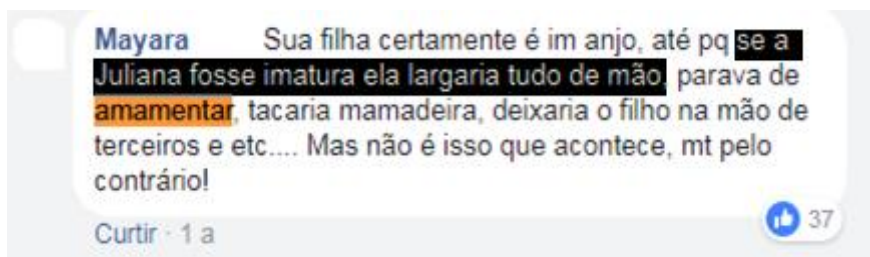 Mayara Sua filha certamente é im anjo, até pq se a
Juliana fosse imatura ela largaria tudo de mão, parava de
amamentar, tacaria mamadeira, deixaria o filho na mão de
terceiros e etc.... Mas não é isso que acontece, mt pelo
contrário!
37
Curtir · 1 a